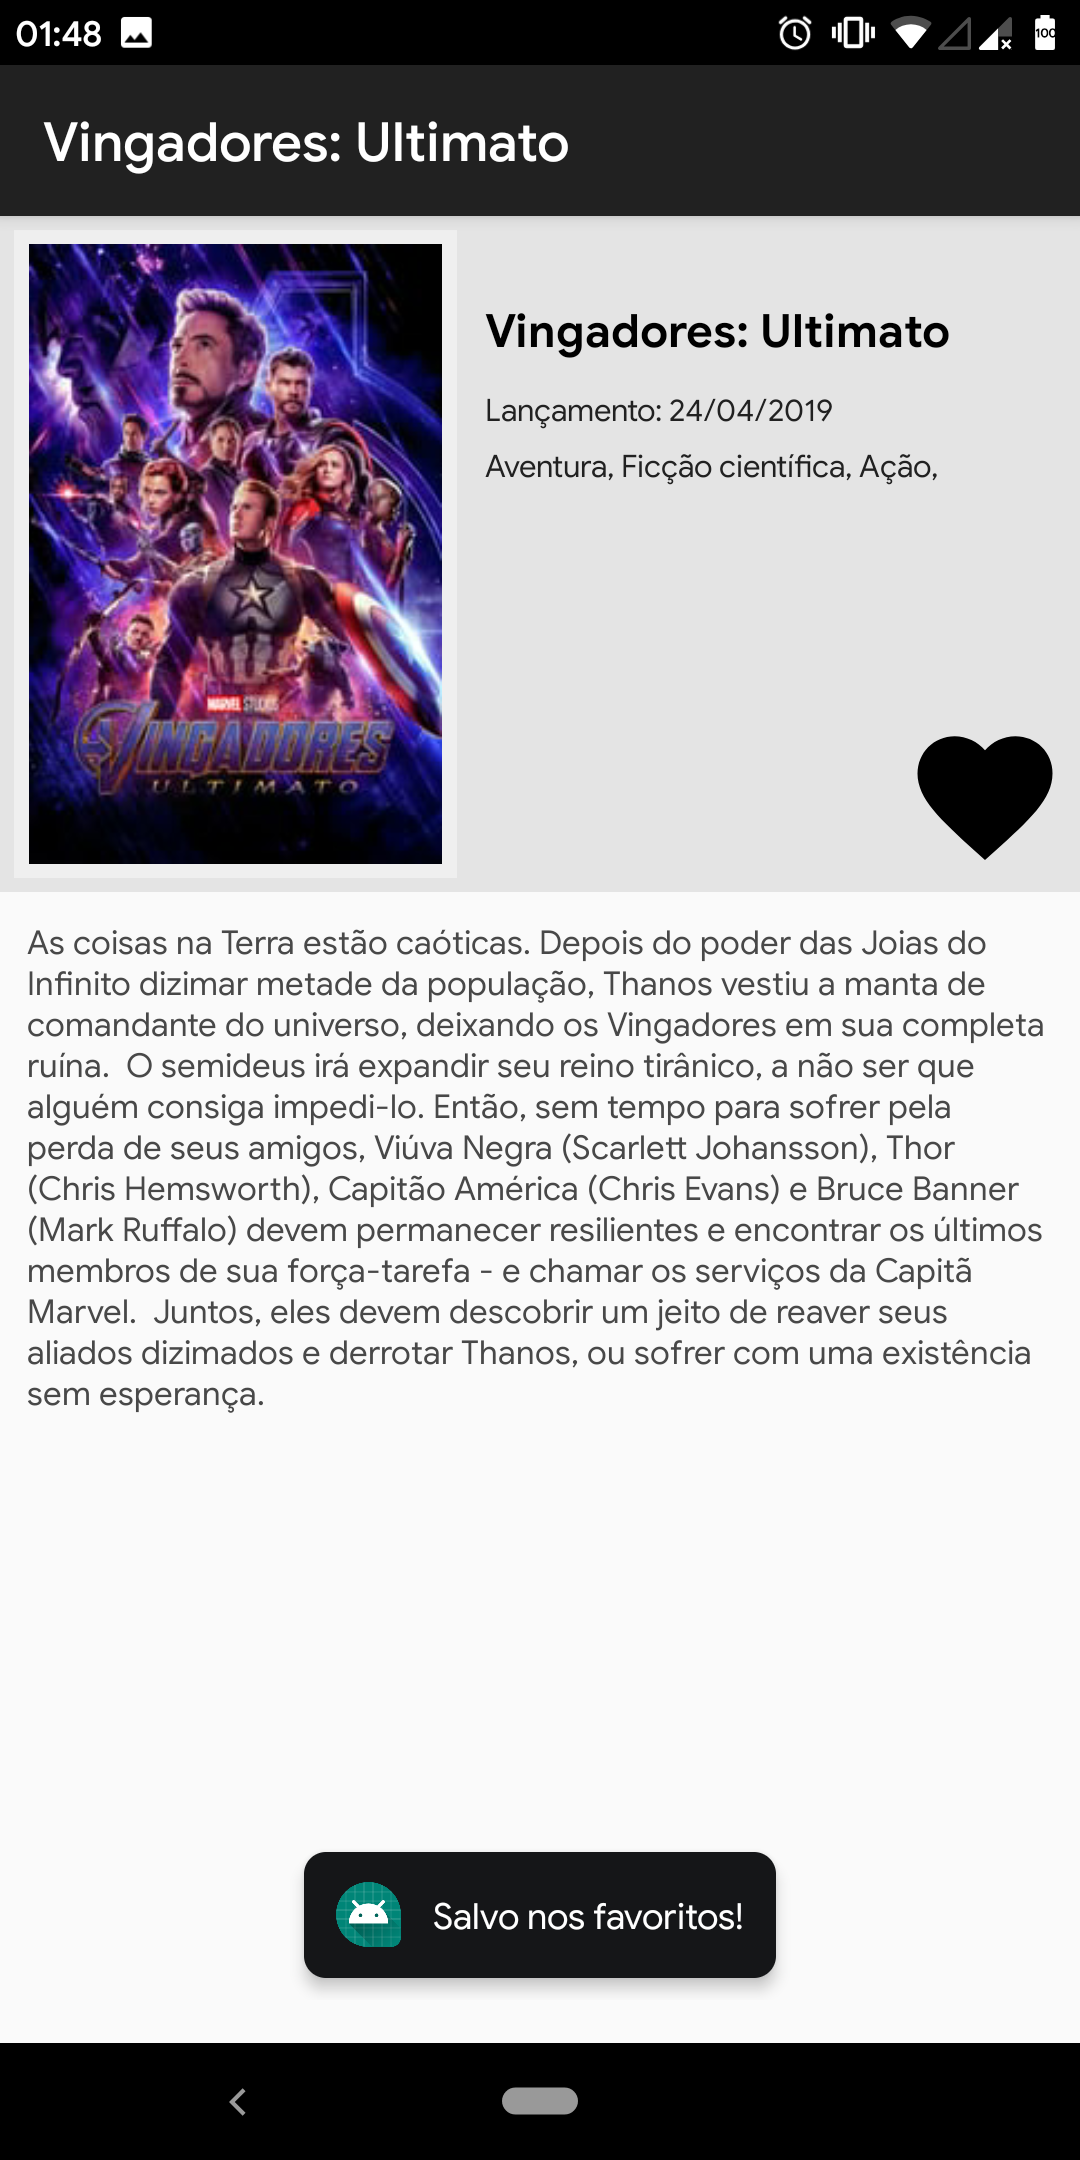 01:48
100
Vingadores: Ultimato
Vingadores: Ultimato
Lançamento: 24/04/2019
Aventura, Ficção científica, Ação,
MARVEL STUDIOS
VINGADORES
ULTIMATO
As coisas na Terra estão caóticas. Depois do poder das Joias do
Infinito dizimar metade da população, Thanos vestiu a manta de
comandante do universo, deixando os Vingadores em sua completa
ruína.  O semideus irá expandir seu reino tirânico, a não ser que
alguém consiga impedi-lo. Então, sem tempo para sofrer pela
perda de seus amigos, Viúva Negra (Scarlett Johansson), Thor
(Chris Hemsworth), Capitão América (Chris Evans) e Bruce Banner
(Mark Ruffalo) devem permanecer resilientes e encontrar os últimos
membros de sua força-tarefa - e chamar os serviços da Capitã
Marvel.  Juntos, eles devem descobrir um jeito de reaver seus
aliados dizimados e derrotar Thanos, ou sofrer com uma existência
sem esperança.
Salvo nos favoritos!